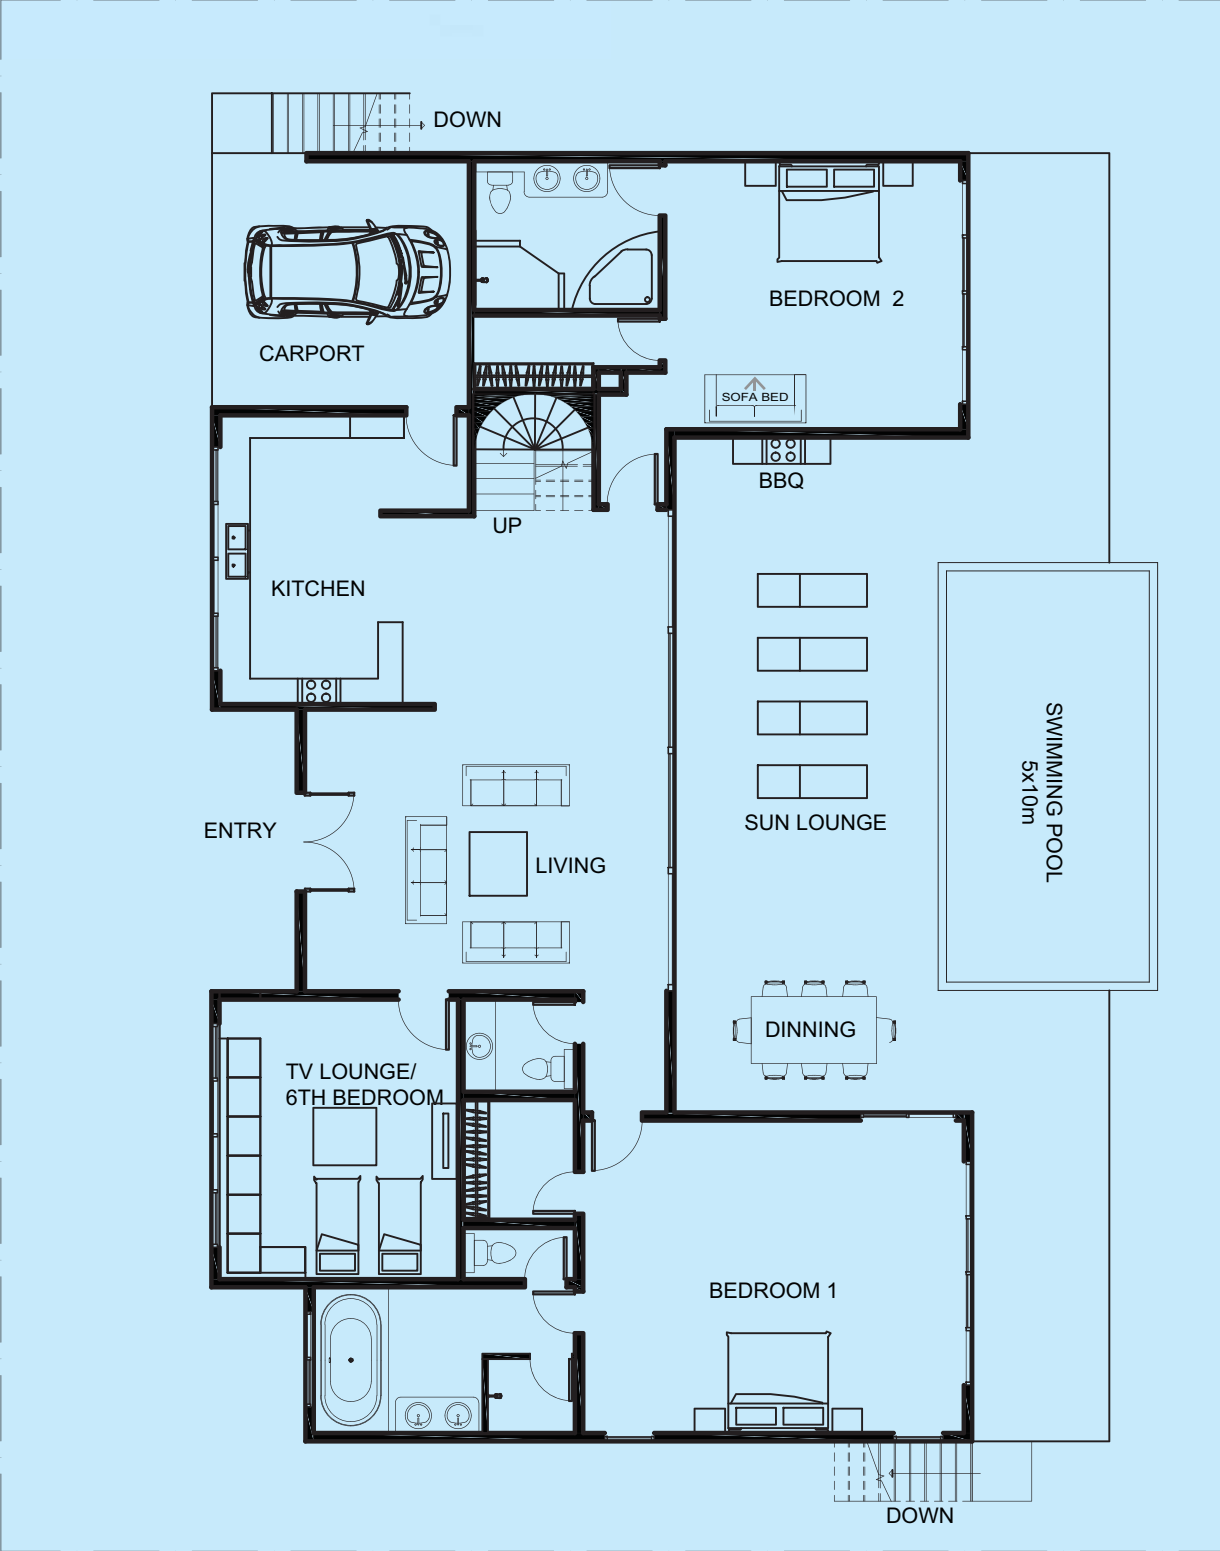 DOWN
BEDROOM 2
CARPORT
SOFA BED
BBQ
UP
KITCHEN
SWIMMING POOL
5x10m
SUN LOUNGE
ENTRY
LIVING
DINNING
TV LOUNGE/
6TH BEDROOM
BEDROOM 1
DOWN